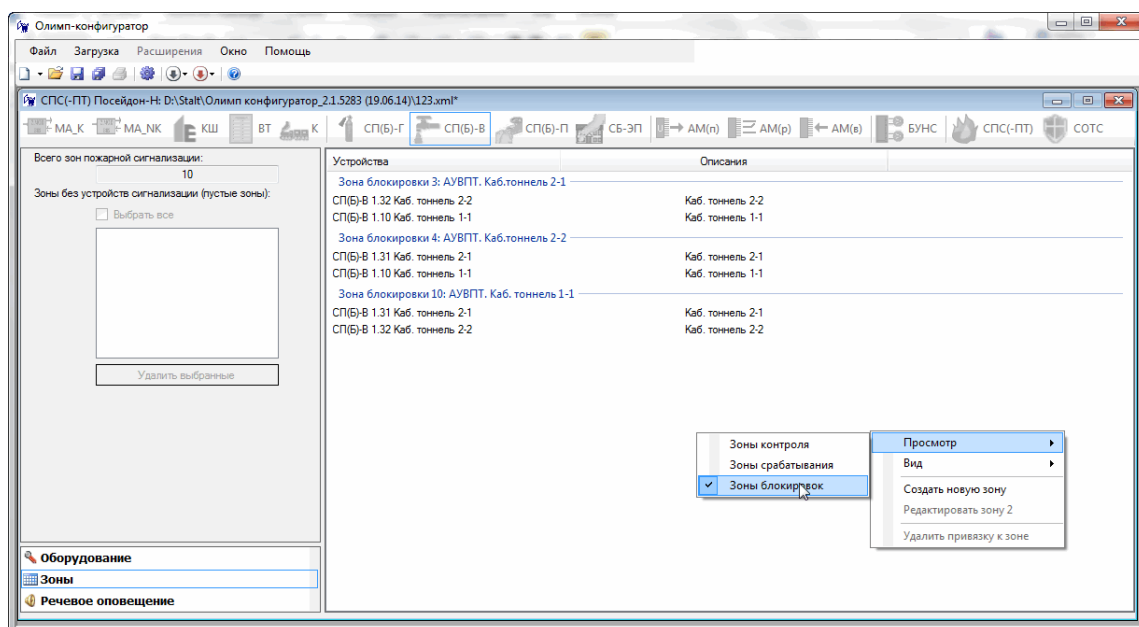 Олимп-конфигуратор
Файл Загрузка Расширения Окно Помощь
СПС(-ПТ) Посейдон-Н: D:\Stalt\Олимп конфигуратор_2.1.5283 (19.06.14)\123.xml*
МА_К МА_NK КШ ВТ К СП(Б)-Г СП(Б)-В СП(Б)-П СБ-ЭП АМ(п) АМ(р) АМ(в) БУНС СПС(-ПТ) СОТС
Всего зон пожарной сигнализации:
10
Зоны без устройств сигнализации (пустые зоны):
Выбрать все
Удалить выбранные
Оборудование
Зоны
Речевое оповещение
Устройства Описания
Зона блокировки 3: АУВПТ. Каб.тоннель 2-1
СП(Б)-В 1.32 Каб. тоннель 2-2 Каб. тоннель 2-2
СП(Б)-В 1.10 Каб. тоннель 1-1 Каб. тоннель 1-1
Зона блокировки 4: АУВПТ. Каб.тоннель 2-2
СП(Б)-В 1.31 Каб. тоннель 2-1 Каб. тоннель 2-1
СП(Б)-В 1.10 Каб. тоннель 1-1 Каб. тоннель 1-1
Зона блокировки 10: АУВПТ. Каб. тоннель 1-1
СП(Б)-В 1.31 Каб. тоннель 2-1 Каб. тоннель 2-1
СП(Б)-В 1.32 Каб. тоннель 2-2 Каб. тоннель 2-2
Зоны контроля
Зоны срабатывания
Зоны блокировок
Просмотр
Вид
Создать новую зону
Редактировать зону 2
Удалить привязку к зоне